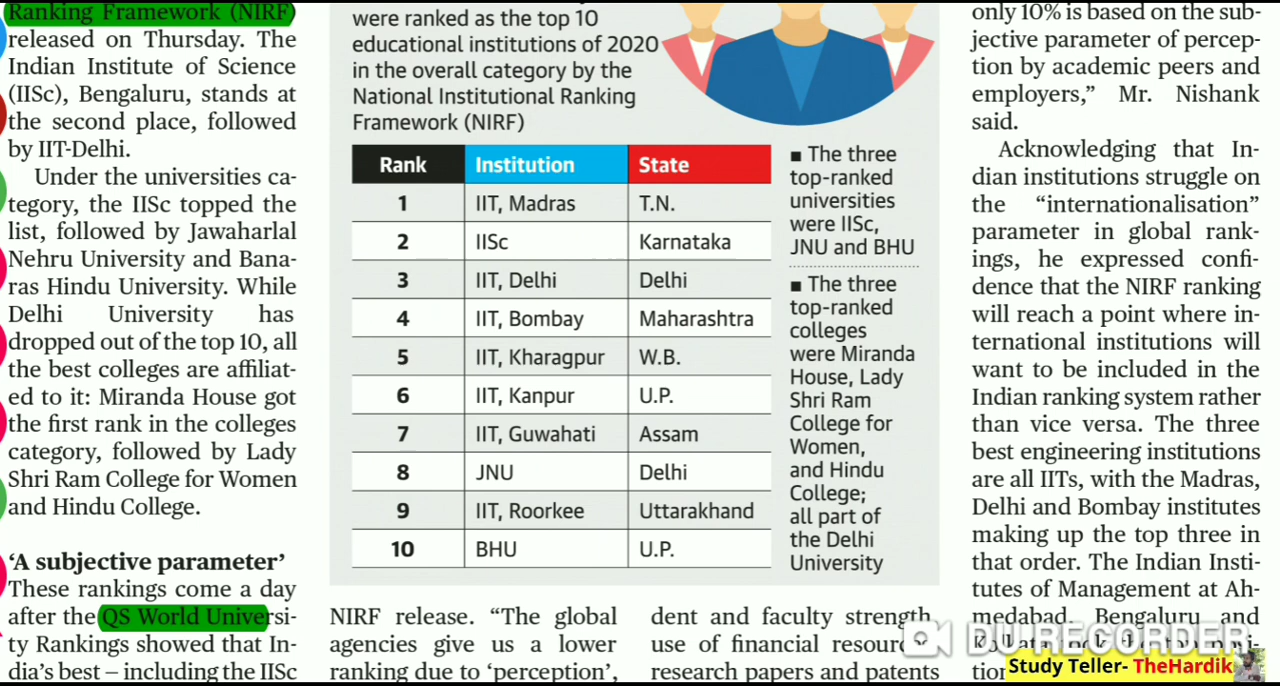 Ranking Framework (NIRF)
released on Thursday. The
Indian Institute of Science
(IISc), Bengaluru, stands at
the second place, followed
by IIT-Delhi.
Under the universities ca-
tegory, the IISc topped the
list, followed by Jawaharlal
Nehru University and Bana-
ras Hindu University. While
Delhi University has
dropped out of the top 10, all
the best colleges are affiliat-
ed to it: Miranda House got
the first rank in the colleges
category, followed by Lady
Shri Ram College for Women
and Hindu College.
‘A subjective parameter’
These rankings come a day
after the QS World Universi-
ty Rankings showed that In-
dia’s best – including the IISc
were ranked as the top 10
educational institutions of 2020
in the overall category by the
National Institutional Ranking
Framework (NIRF)
Rank Institution State
1 IIT, Madras T.N.
2 IISc Karnataka
3 IIT, Delhi Delhi
4 IIT, Bombay Maharashtra
5 IIT, Kharagpur W.B.
6 IIT, Kanpur U.P.
7 IIT, Guwahati Assam
8 JNU Delhi
9 IIT, Roorkee Uttarakhand
10 BHU U.P.
■ The three
top-ranked
universities
were IISc,
JNU and BHU
■ The three
top-ranked
colleges
were Miranda
House, Lady
Shri Ram
College for
Women,
and Hindu
College;
all part of
the Delhi
University
NIRF release. “The global
agencies give us a lower
ranking due to ‘perception’,
dent and faculty strength,
use of financial resources,
research papers and patents
only 10% is based on the sub-
jective parameter of percep-
tion by academic peers and
employers,” Mr. Nishank
said.
Acknowledging that In-
dian institutions struggle on
the “internationalisation”
parameter in global rank-
ings, he expressed confi-
dence that the NIRF ranking
will reach a point where in-
ternational institutions will
want to be included in the
Indian ranking system rather
than vice versa. The three
best engineering institutions
are all IITs, with the Madras,
Delhi and Bombay institutes
making up the top three in
that order. The Indian Insti-
tutes of Management at Ah-
medabad, Bengaluru and
DU RECORDER
Study Teller- TheHardik